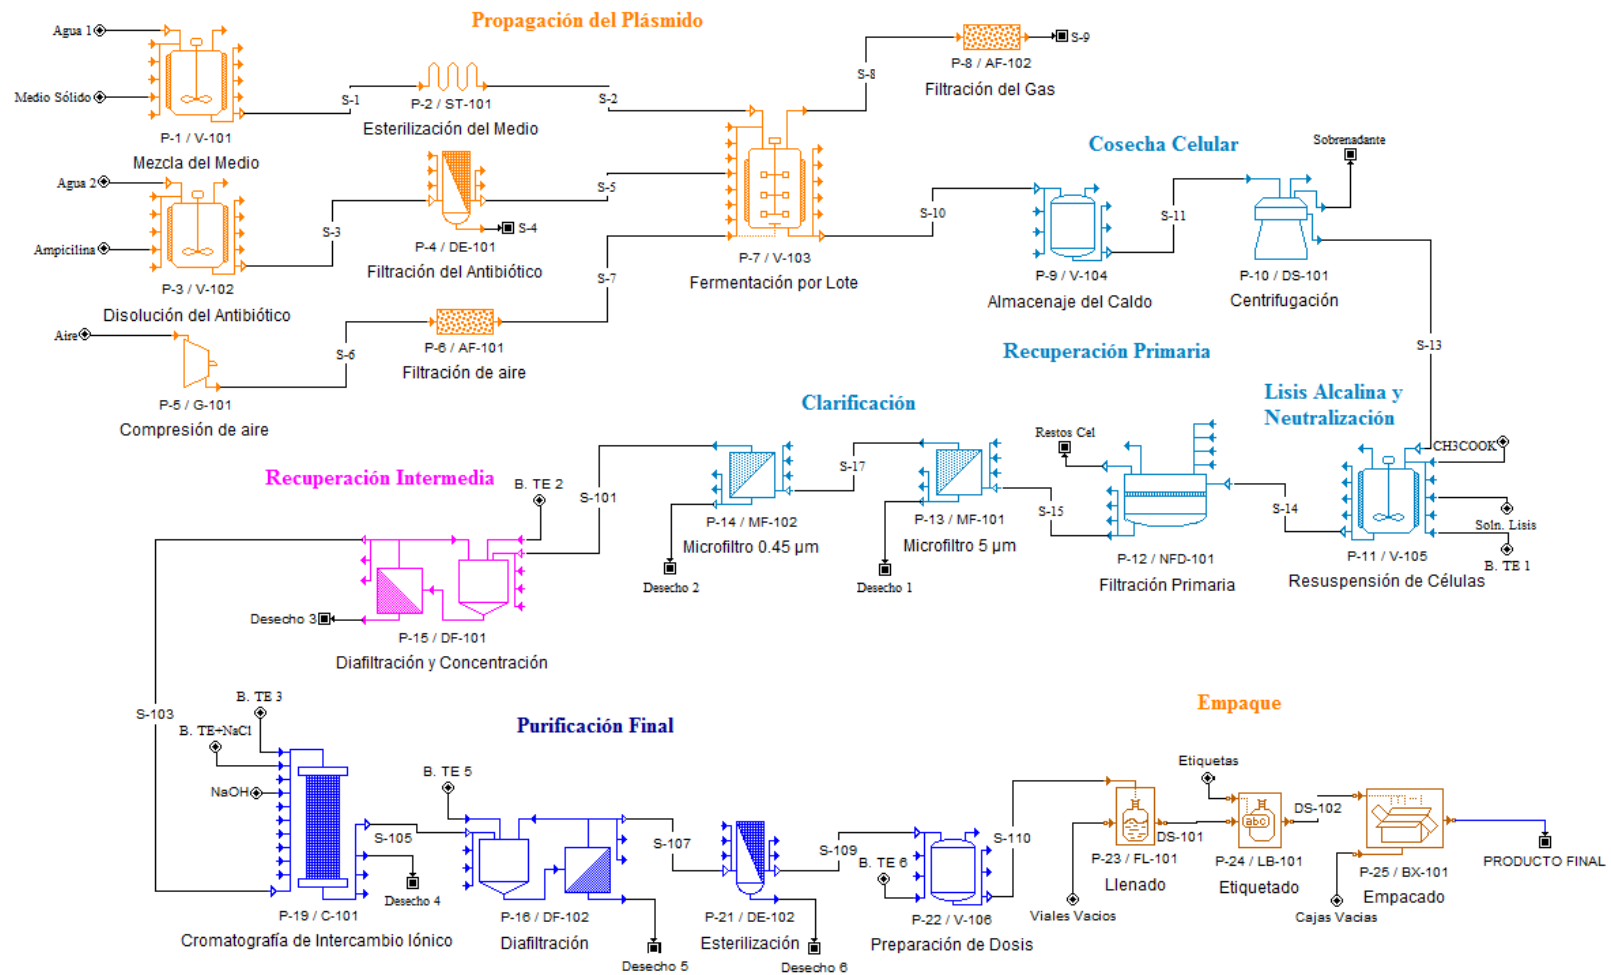 Propagación del Plásmido
Agua 1
Medio Sólido
P-1 / V-101
Mezcla del Medio
S-1
P-2 / ST-101
Esterilización del Medio
S-2
S-8
P-8 / AF-102
Filtración del Gas
S-9
Agua 2
Ampicilina
P-3 / V-102
Disolución del Antibiótico
S-3
P-4 / DE-101
Filtración del Antibiótico
S-4
S-5
Aire
P-5 / G-101
Compresión de aire
S-6
P-6 / AF-101
Filtración de aire
S-7
P-7 / V-103
Fermentación por Lote
S-10
Cosecha Celular
P-9 / V-104
Almacenaje del Caldo
S-11
Sobrenadante
P-10 / DS-101
Centrifugación
S-13
Recuperación Primaria
Lisis Alcalina y
Neutralización
CH3COOK
Soln. Lisis
B. TE 1
P-11 / V-105
Resuspensión de Células
S-14
Restos Cel
P-12 / NFD-101
Filtración Primaria
S-15
Clarificación
P-13 / MF-101
Microfiltro 5 µm
Desecho 1
S-17
P-14 / MF-102
Microfiltro 0.45 µm
Desecho 2
S-101
Recuperación Intermedia
B. TE 2
Desecho 3
P-15 / DF-101
Diafiltración y Concentración
S-103
Purificación Final
B. TE 3
B. TE+NaCl
NaOH
P-19 / C-101
Cromatografía de Intercambio Iónico
S-105
Desecho 4
B. TE 5
P-16 / DF-102
Diafiltración
Desecho 5
S-107
P-21 / DE-102
Esterilización
Desecho 6
S-109
B. TE 6
P-22 / V-106
Preparación de Dosis
S-110
Empaque
Viales Vacios
P-23 / FL-101
Llenado
DS-101
Etiquetas
abc
P-24 / LB-101
Etiquetado
DS-102
Cajas Vacias
P-25 / BX-101
Empacado
PRODUCTO FINAL